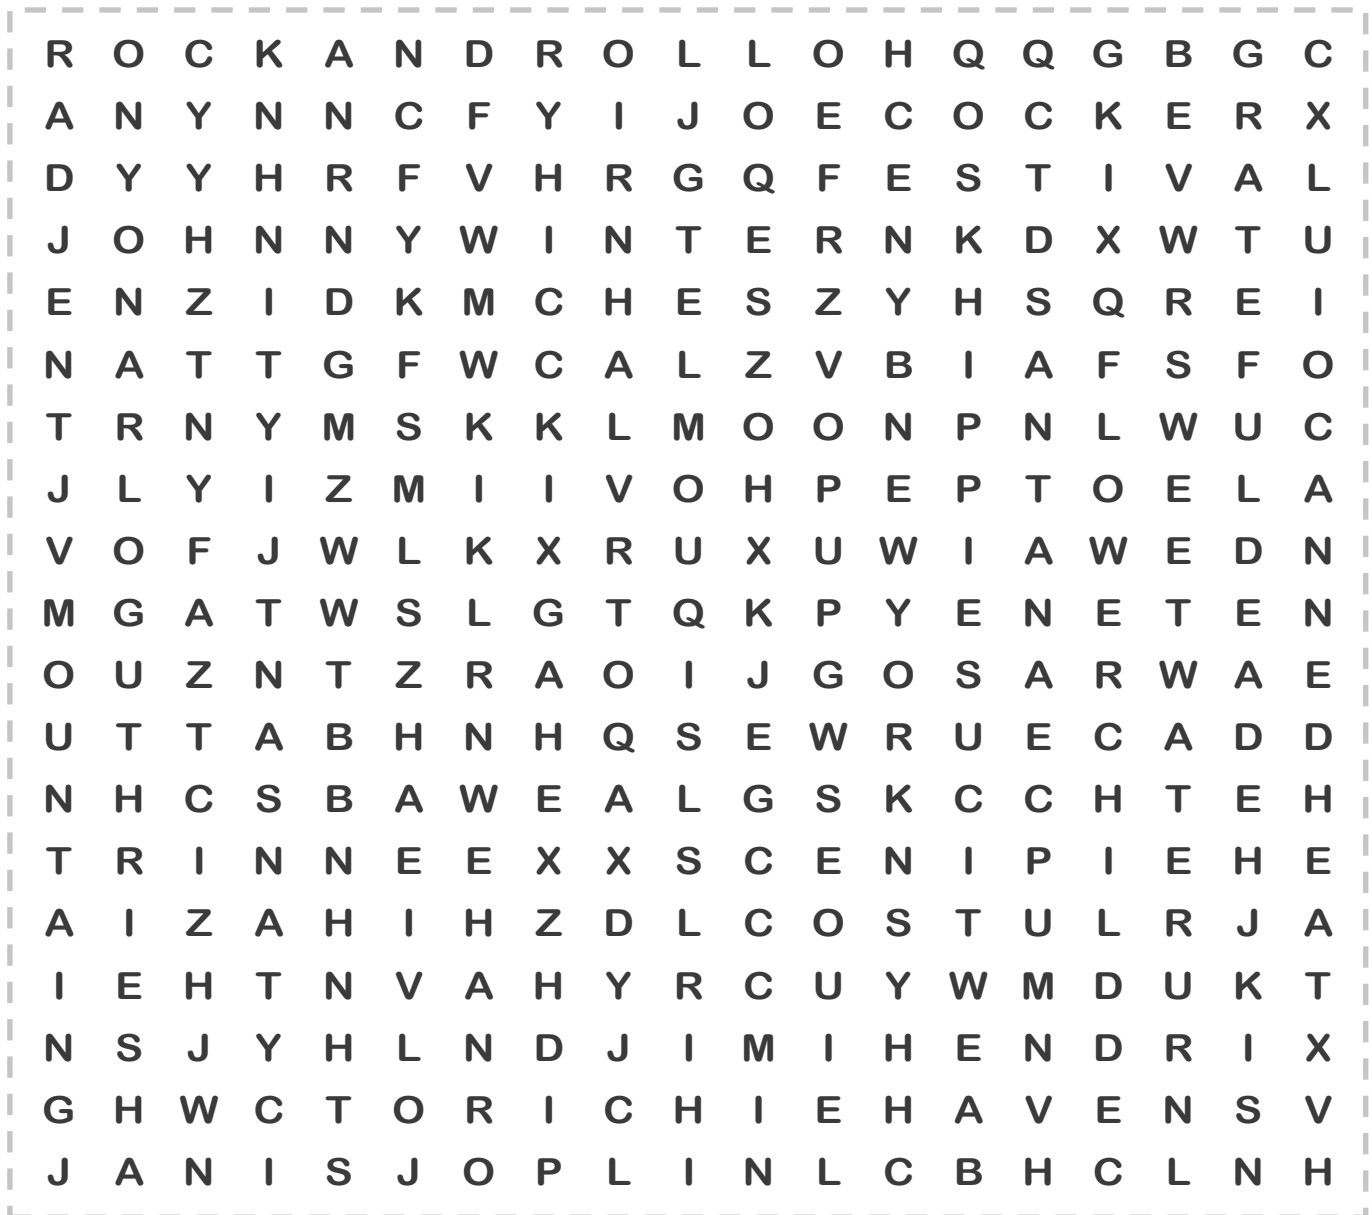 R O C K A N D R O L L O H Q Q G B G C
A N Y N N C F Y I J O E C O C K E R X
D Y Y H R F V H R G Q F E S T I V A L
J O H N N Y W I N T E R N K D X W T U
E N Z I D K M C H E S Z Y H S Q R E I
N A T T G F W C A L Z V B I A F S F O
T R N Y M S K K L M O O N P N L W U C
J L Y I Z M I I V O H P E P T O E L A
V O F J W L K X R U X U W I A W E D N
M G A T W S L G T Q K P Y E N E T E N
O U Z N T Z R A O I J G O S A R W A E
U T T A B H N H Q S E W R U E C A D D
N H C S B A W E A L G S K C C H T E H
T R I N N E E X X S C E N I P I E H E
A I Z A H I H Z D L C O S T U L R J A
I E H T N V A H Y R C U Y W M D U K T
N S J Y H L N D J I M I H E N D R I X
G H W C T O R I C H I E H A V E N S V
J A N I S J O P L I N L C B H C L N H